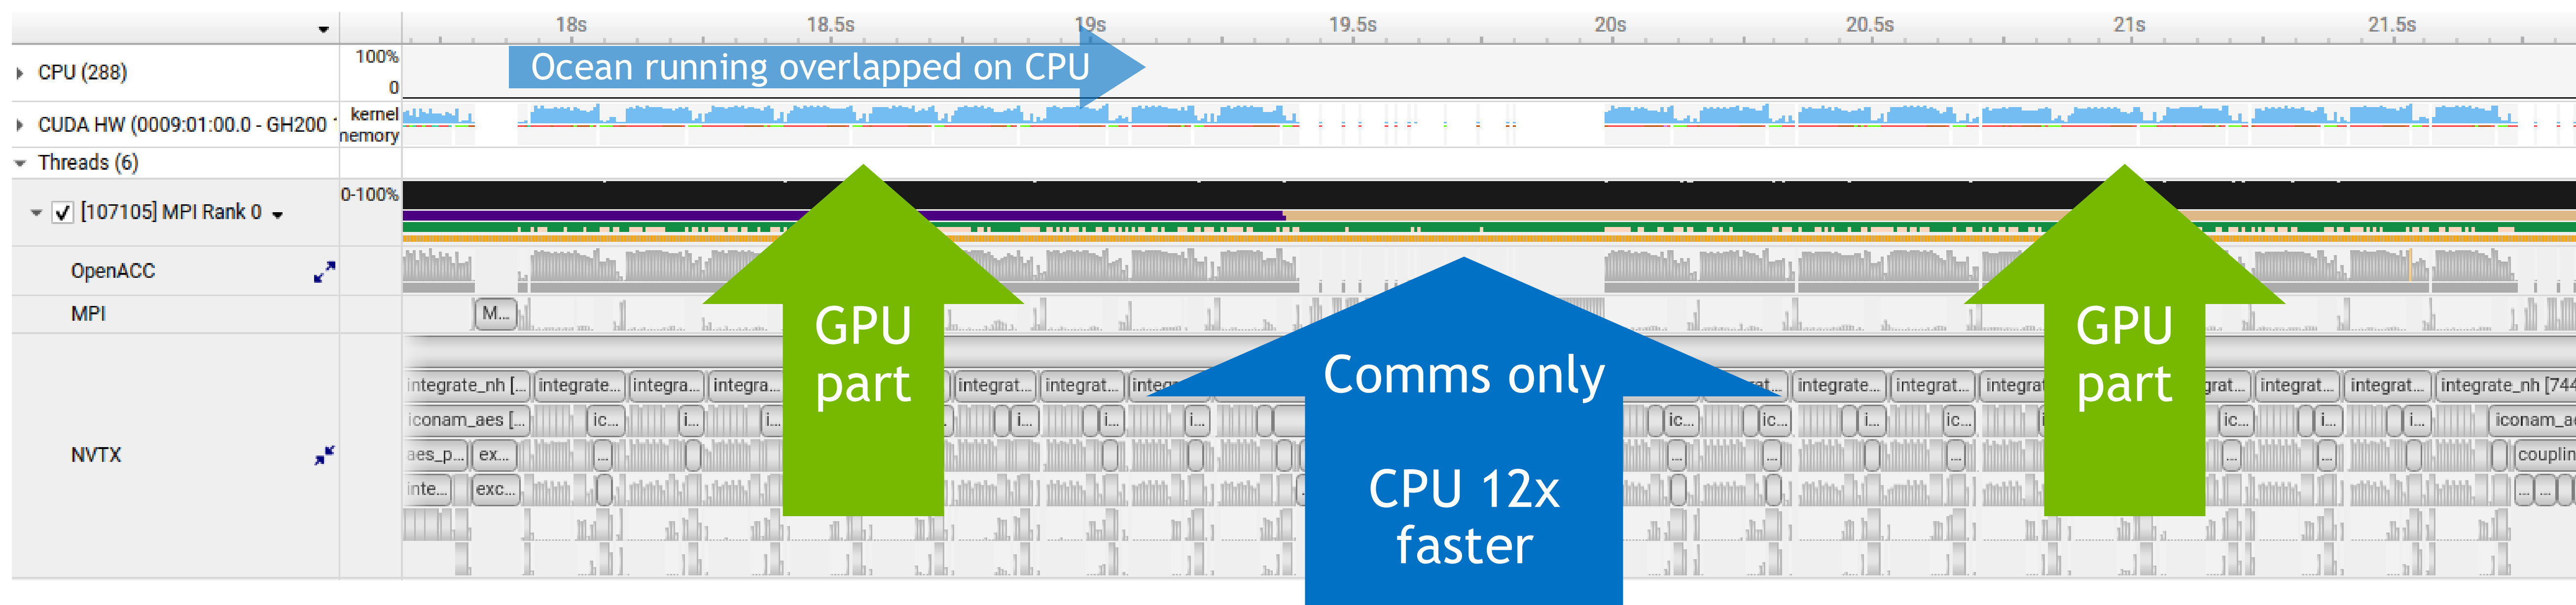 18s 18.5s 19s 19.5s 20s 20.5s 21s 21.5s
CPU (288) 100%
0
Ocean running overlapped on CPU
CUDA HW (0009:01:00.0 - GH200 kernel
memory
Threads (6)
[107105] MPI Rank 0 0-100%
OpenACC
MPI M...
NVTX
integrate_nh [... integrate... integra... integra... integrat... integrat... integrate... integrat... integrat... integrat... integrate_nh [744
iconam_aes [... ic... i... i... i... i... i... ic... ic... i... ic... ic... i... i... iconam_a
aes_p... ex... ... ... ... ... ... ... ... couplin
inte... exc... ... ...
GPU
part
Comms only
CPU 12x
faster
GPU
part